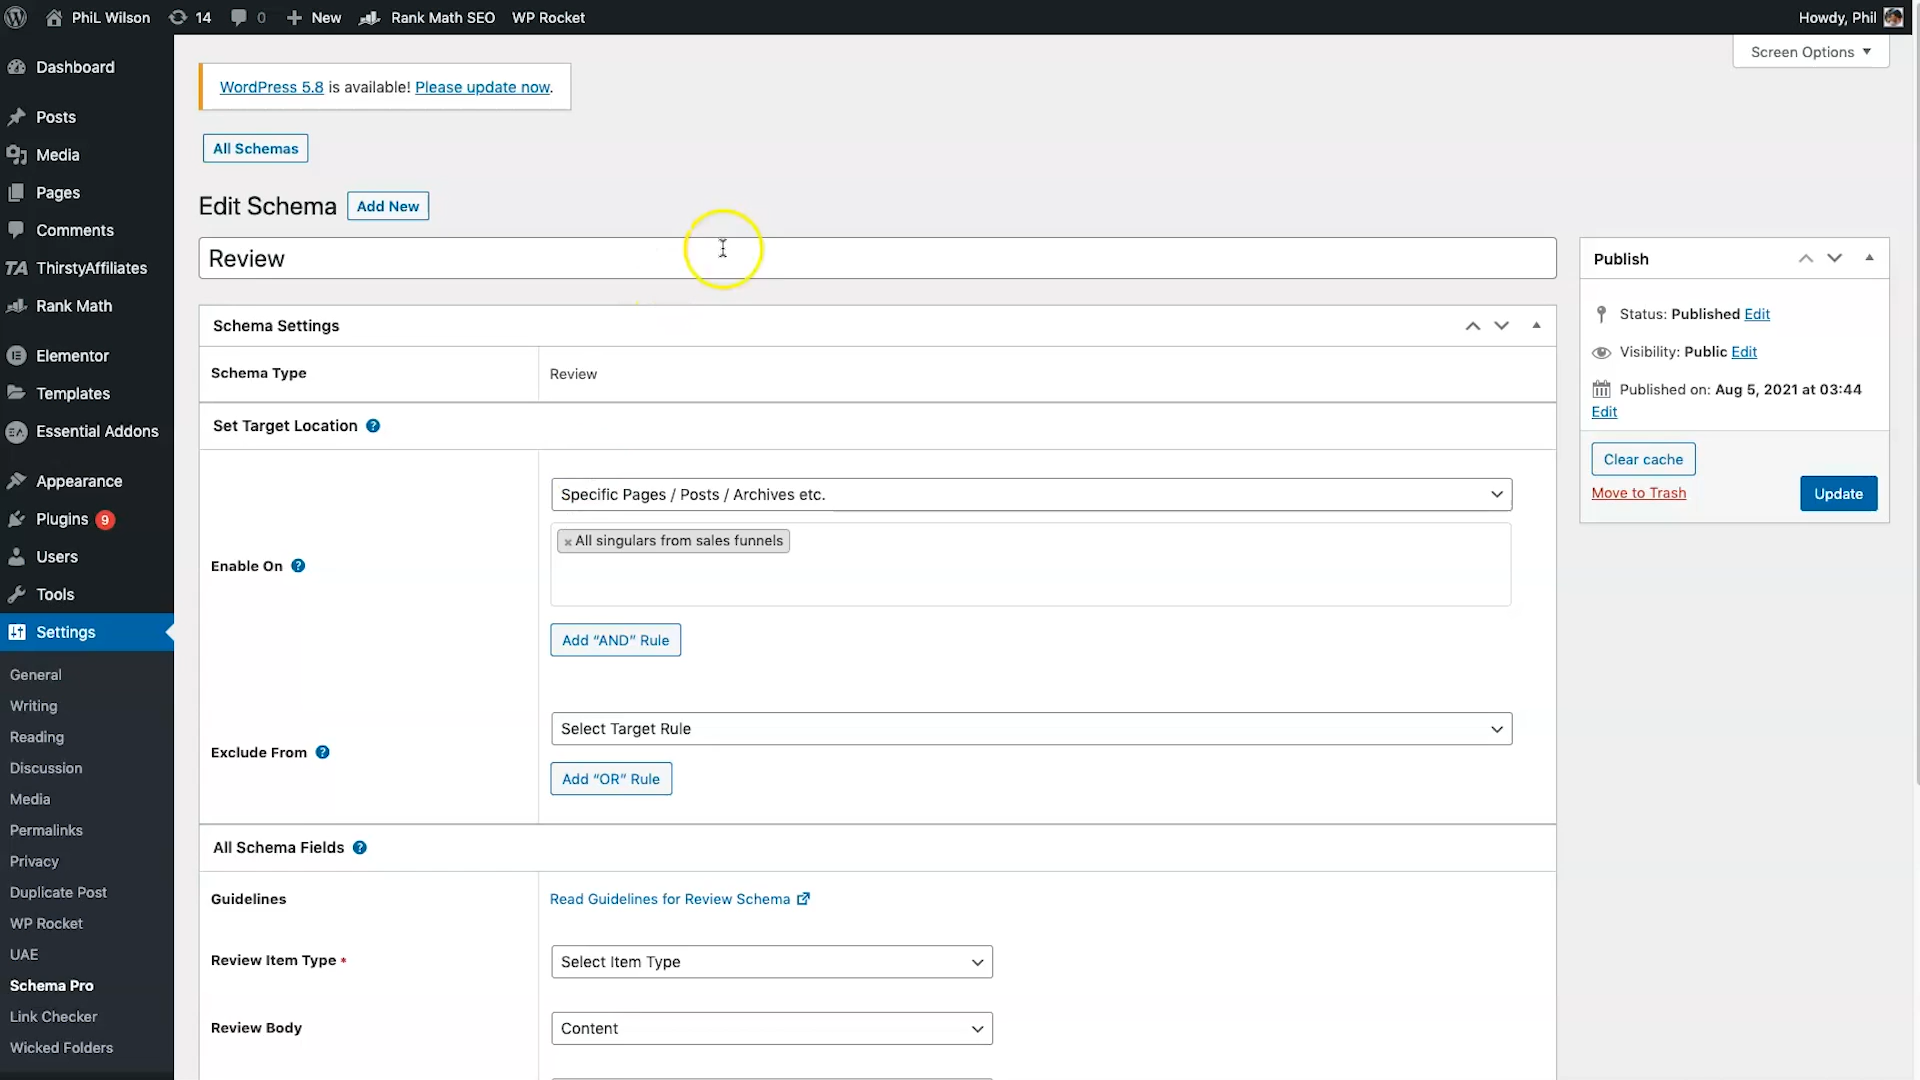 PhiL Wilson 14 0 New Rank Math SEO WP Rocket Howdy, Phil
Screen Options
WordPress 5.8 is available! Please update now.
All Schemas
Edit Schema Add New
Review
Schema Settings
Schema Type Review
Set Target Location ?
Enable On ?
Specific Pages / Posts / Archives etc.
× All singulars from sales funnels
Add “AND” Rule
Exclude From ?
Select Target Rule
Add “OR” Rule
All Schema Fields ?
Guidelines Read Guidelines for Review Schema
Review Item Type * Select Item Type
Review Body Content
Publish
Status: Published Edit
Visibility: Public Edit
Published on: Aug 5, 2021 at 03:44
Edit
Clear cache
Move to Trash
Update
Dashboard
Posts
Media
Pages
Comments
TA ThirstyAffiliates
Rank Math
Elementor
Templates
EA Essential Addons
Appearance
Plugins 9
Users
Tools
Settings
General
Writing
Reading
Discussion
Media
Permalinks
Privacy
Duplicate Post
WP Rocket
UAE
Schema Pro
Link Checker
Wicked Folders